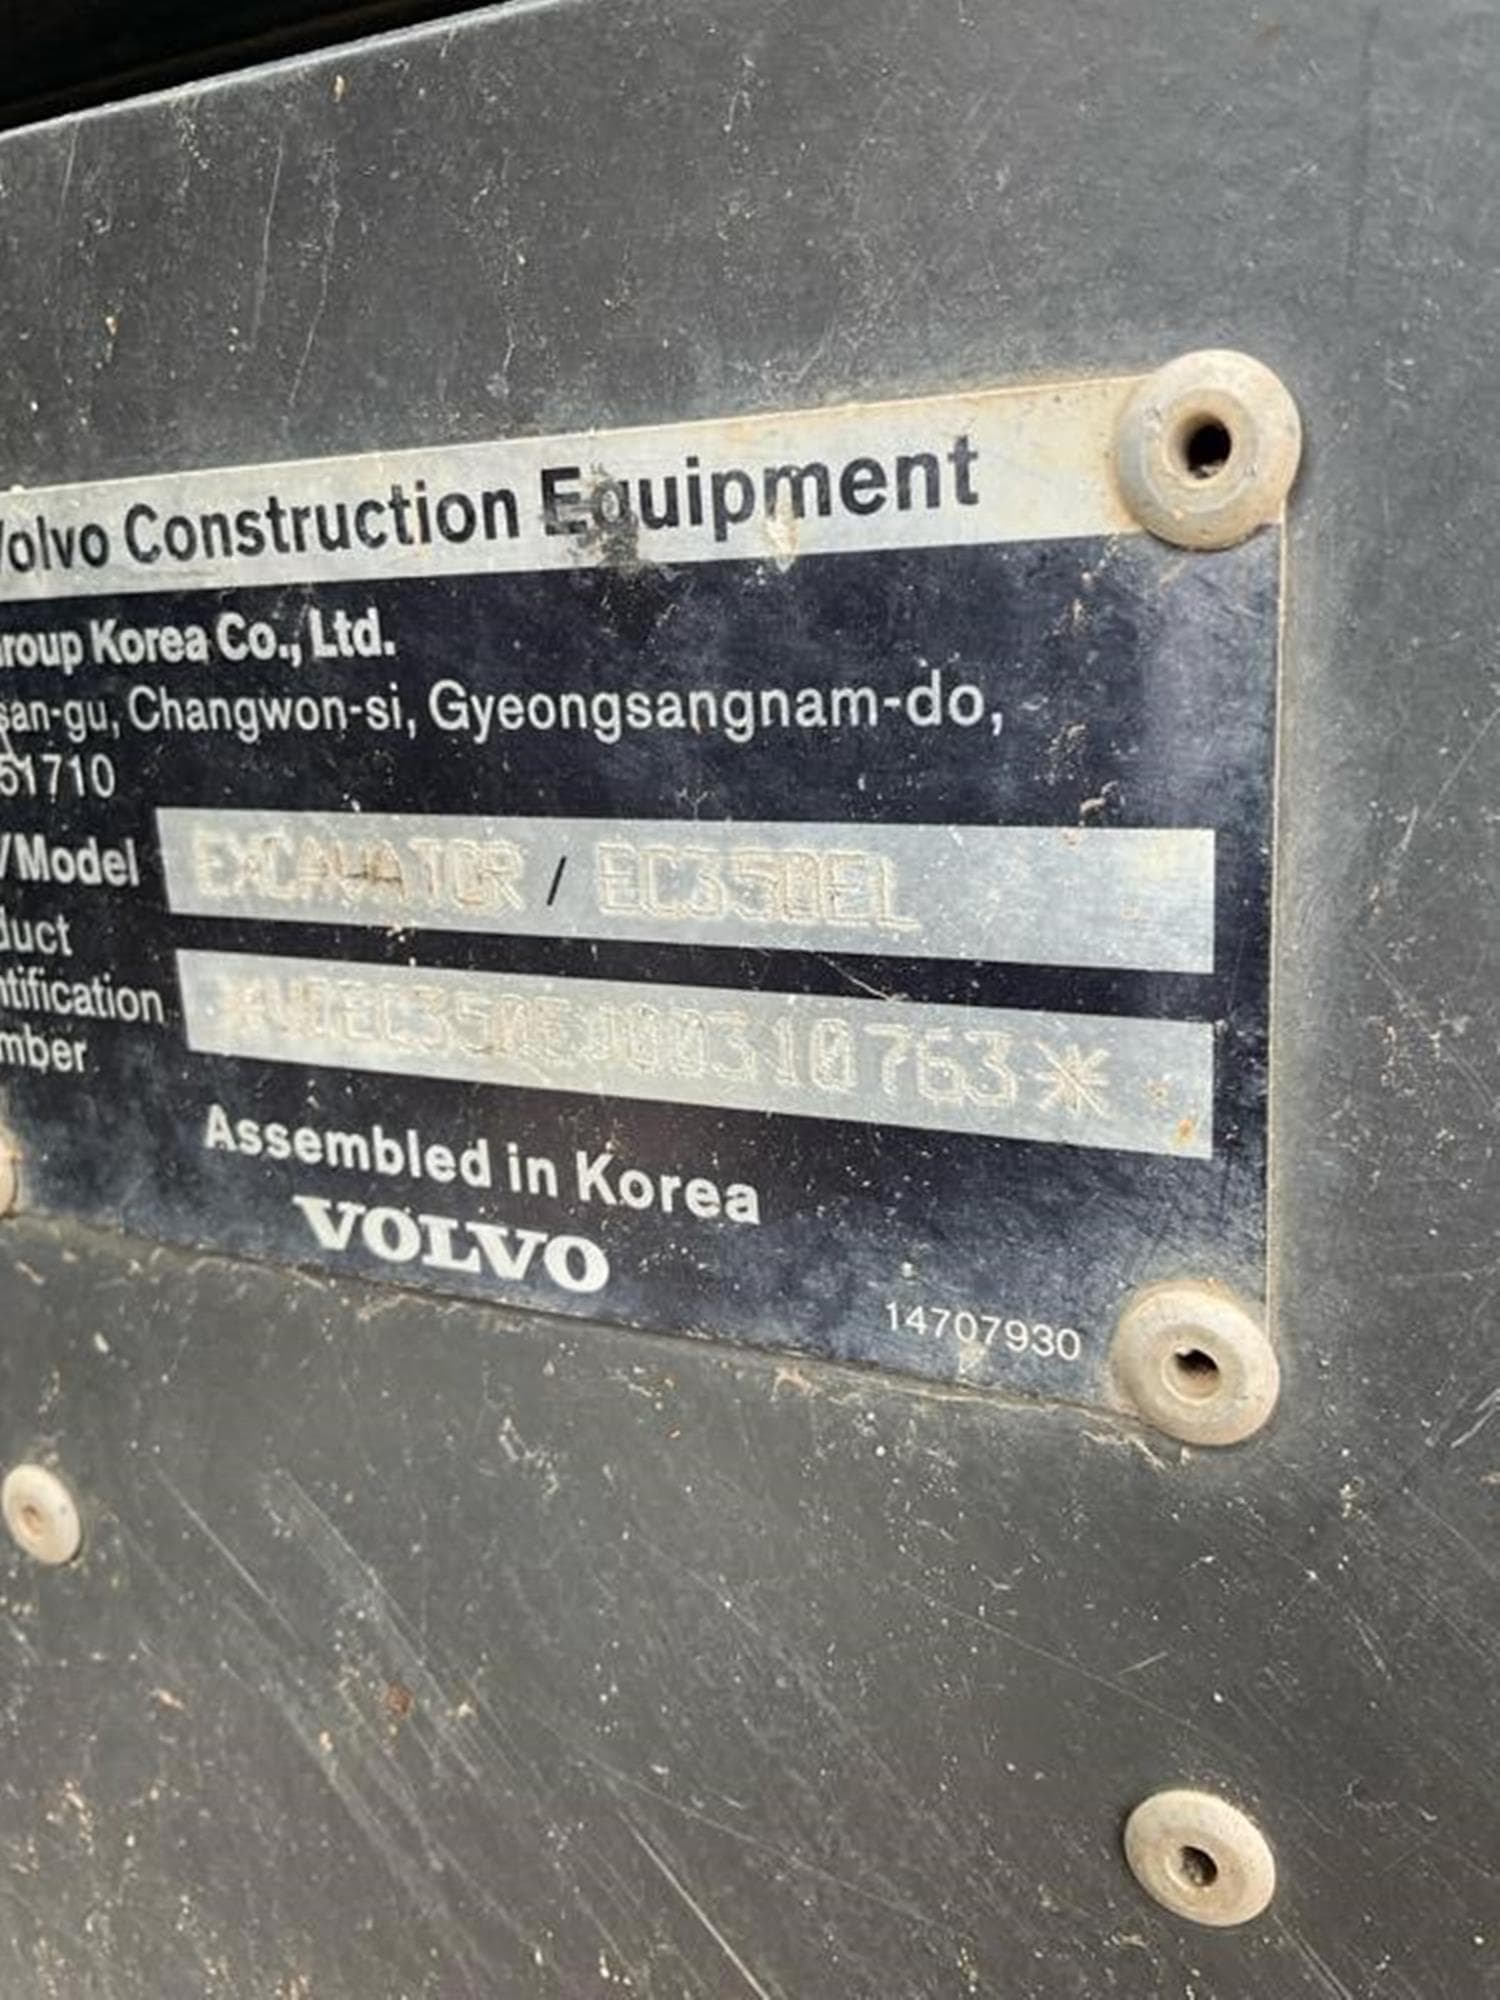 Volvo Construction Equipment
Group Korea Co., Ltd.
san-gu, Changwon-si, Gyeongsangnam-do,
51710
/Model EXCAVATOR / EC350EL
duct
ntification
mber
Assembled in Korea
VOLVO
14707930